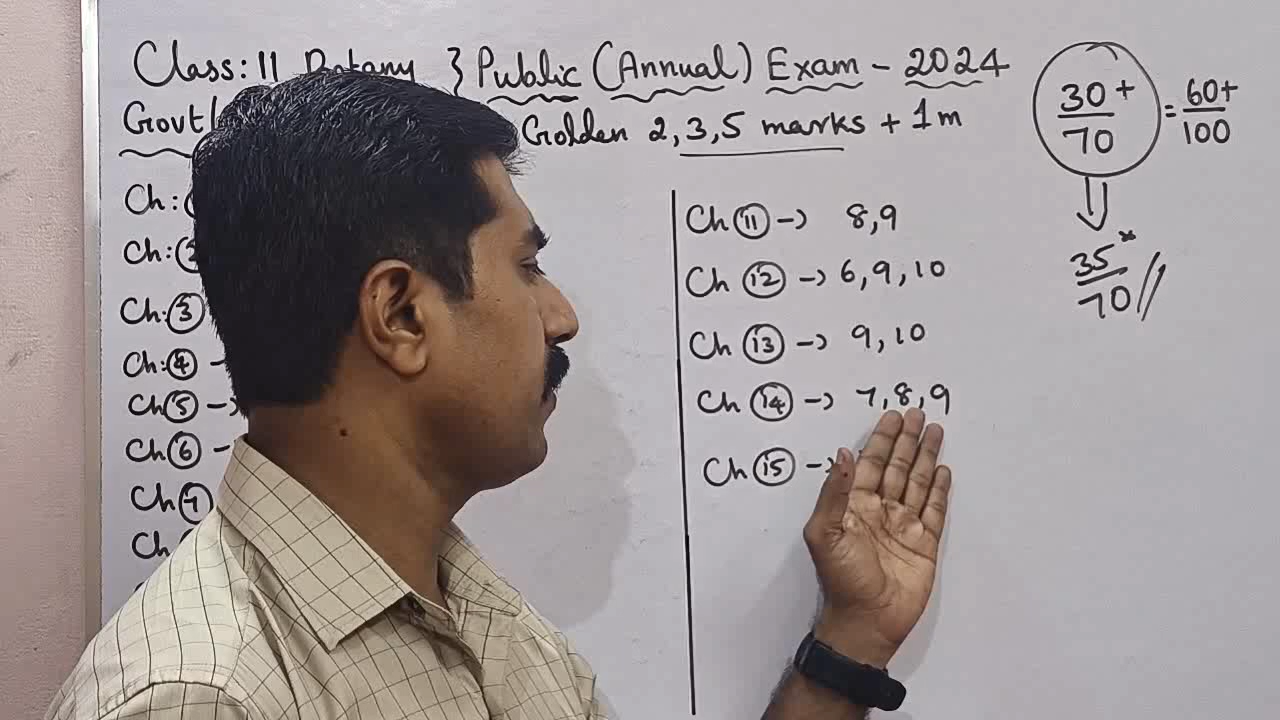 Class: 11 Botany } Public (Annual) Exam - 2024
Govt Golden 2, 3, 5 marks + 1m
Ch:
Ch:
Ch: 3
Ch: 4 -
Ch 5 ->
Ch 6 -
Ch 7
Ch
Ch 11 -> 8, 9
Ch 12 -> 6, 9, 10
Ch 13 -> 9, 10
Ch 14 -> 7, 8, 9
Ch 15 ->
30+/70 = 60+/100
35*/70 //